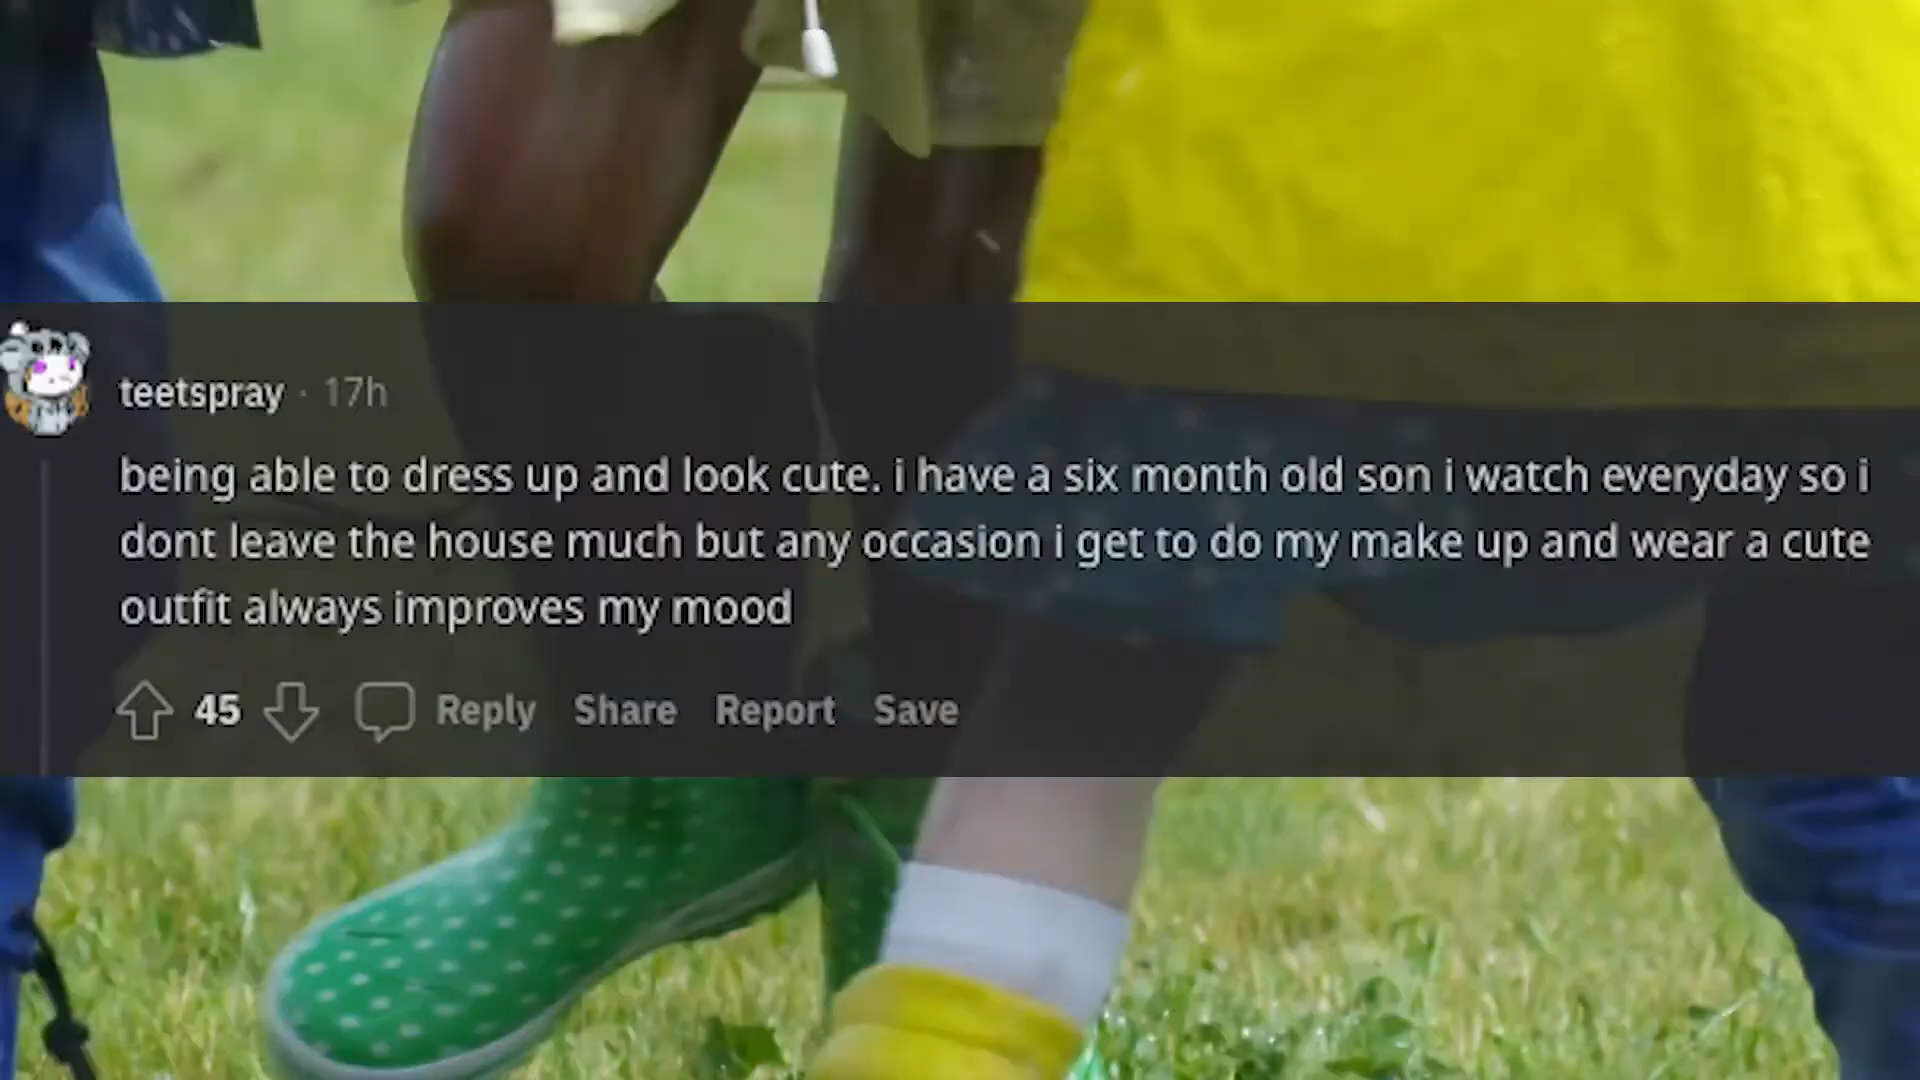 teetspray · 17h
being able to dress up and look cute. i have a six month old son i watch everyday so i
dont leave the house much but any occasion i get to do my make up and wear a cute
outfit always improves my mood
45 Reply Share Report Save